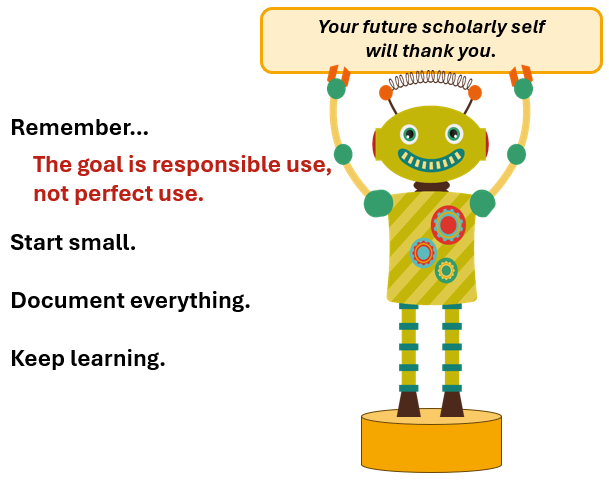 Your future scholarly self
will thank you.
Remember...
The goal is responsible use,
not perfect use.
Start small.
Document everything.
Keep learning.